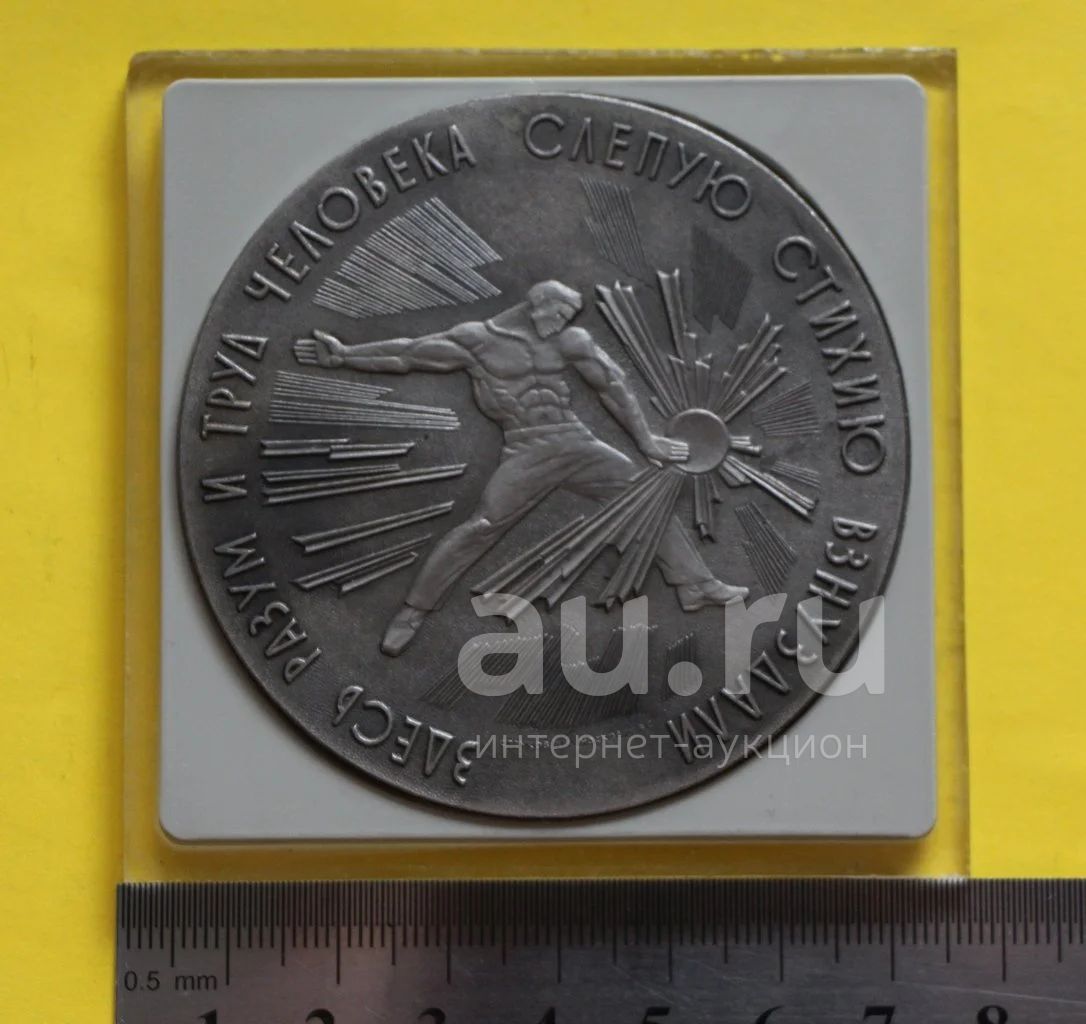 ЗДЕСЬ РАЗУМ И ТРУД ЧЕЛОВЕКА СЛЕПУЮ СТИХИЮ ВЗНУЗДАЛИ
au.ru
интернет-аукцион
0.5 mm
1 2 3 4 5 6 7 8